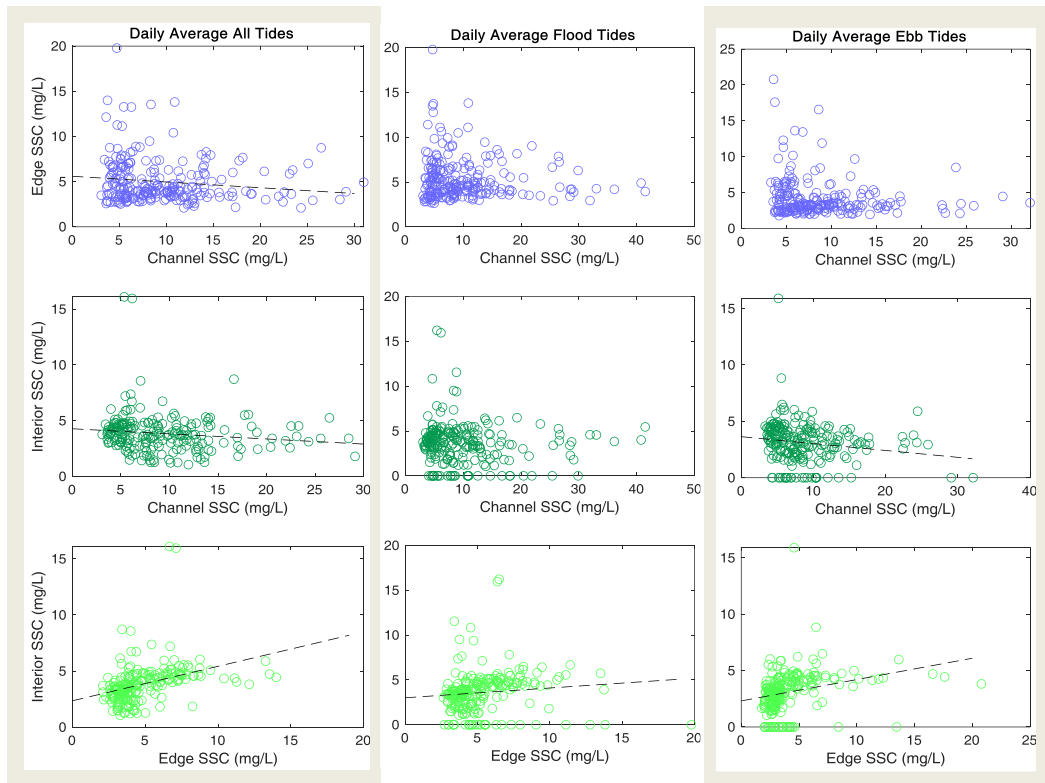 Daily Average All Tides
Daily Average Flood Tides
Daily Average Ebb Tides
20
15
10
5
0
Edge SSC (mg/L)
0 5 10 15 20 25 30
Channel SSC (mg/L)
20
15
10
5
0
0 10 20 30 40 50
Channel SSC (mg/L)
25
20
15
10
5
0
0 5 10 15 20 25 30
Channel SSC (mg/L)
15
10
5
0
Interior SSC (mg/L)
0 5 10 15 20 25 30
Channel SSC (mg/L)
20
15
10
5
0
0 10 20 30 40 50
Channel SSC (mg/L)
15
10
5
0
0 10 20 30 40
Channel SSC (mg/L)
15
10
5
0
Interior SSC (mg/L)
0 5 10 15 20
Edge SSC (mg/L)
20
15
10
5
0
0 5 10 15 20
Edge SSC (mg/L)
15
10
5
0
0 5 10 15 20 25
Edge SSC (mg/L)